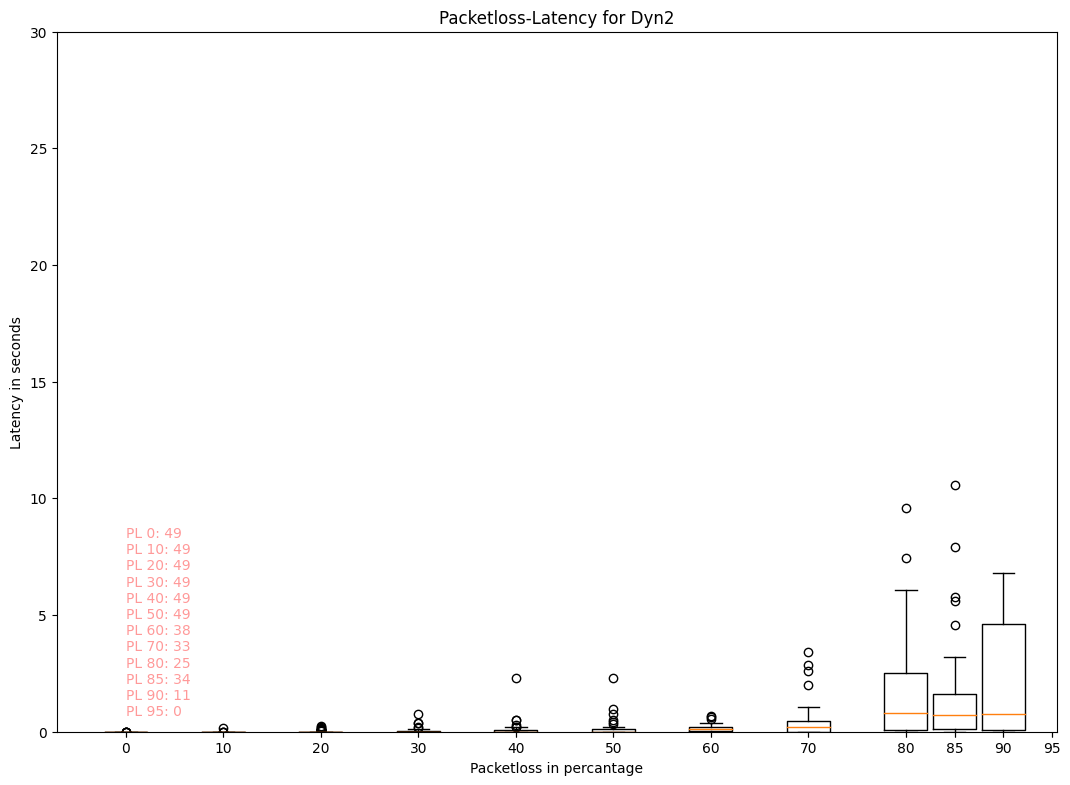 Packetloss-Latency for Dyn2
30
25
20
15
10
5
0
Latency in seconds
PL 0: 49
PL 10: 49
PL 20: 49
PL 30: 49
PL 40: 49
PL 50: 49
PL 60: 38
PL 70: 33
PL 80: 25
PL 85: 34
PL 90: 11
PL 95: 0
0 10 20 30 40 50 60 70 80 85 90 95
Packetloss in percantage